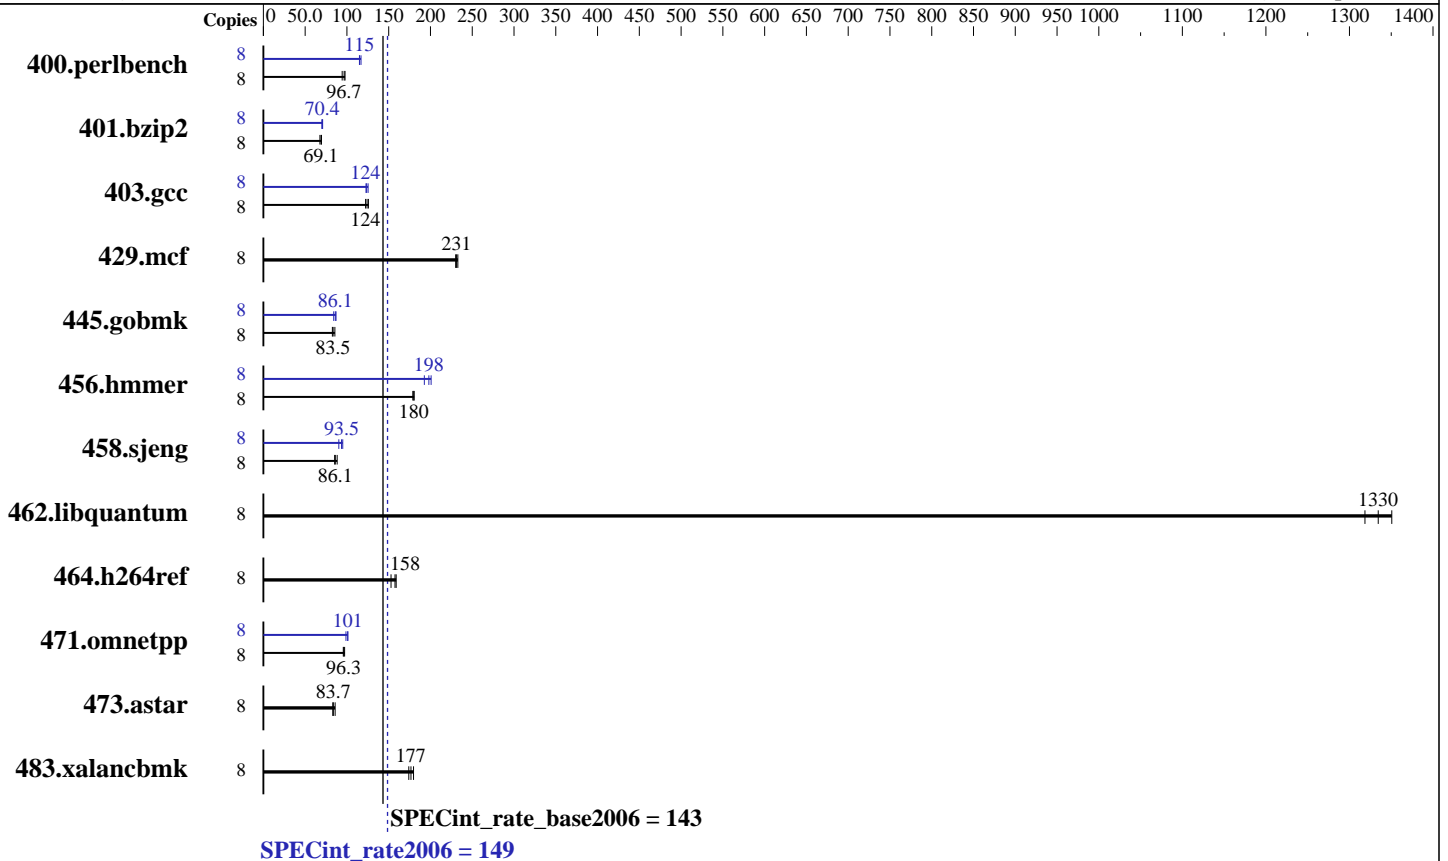 Copies 0 50.0 100 150 200 250 300 350 400 450 500 550 600 650 700 750 800 850 900 950 1000 1100 1200 1300 1400
400.perlbench 8 115
8 96.7
401.bzip2 8 70.4
8 69.1
403.gcc 8 124
8 124
429.mcf 8 231
445.gobmk 8 86.1
8 83.5
456.hmmer 8 198
8 180
458.sjeng 8 93.5
8 86.1
462.libquantum 8 1330
464.h264ref 8 158
471.omnetpp 8 101
8 96.3
473.astar 8 83.7
483.xalancbmk 8 177
SPECint_rate_base2006 = 143
SPECint_rate2006 = 149